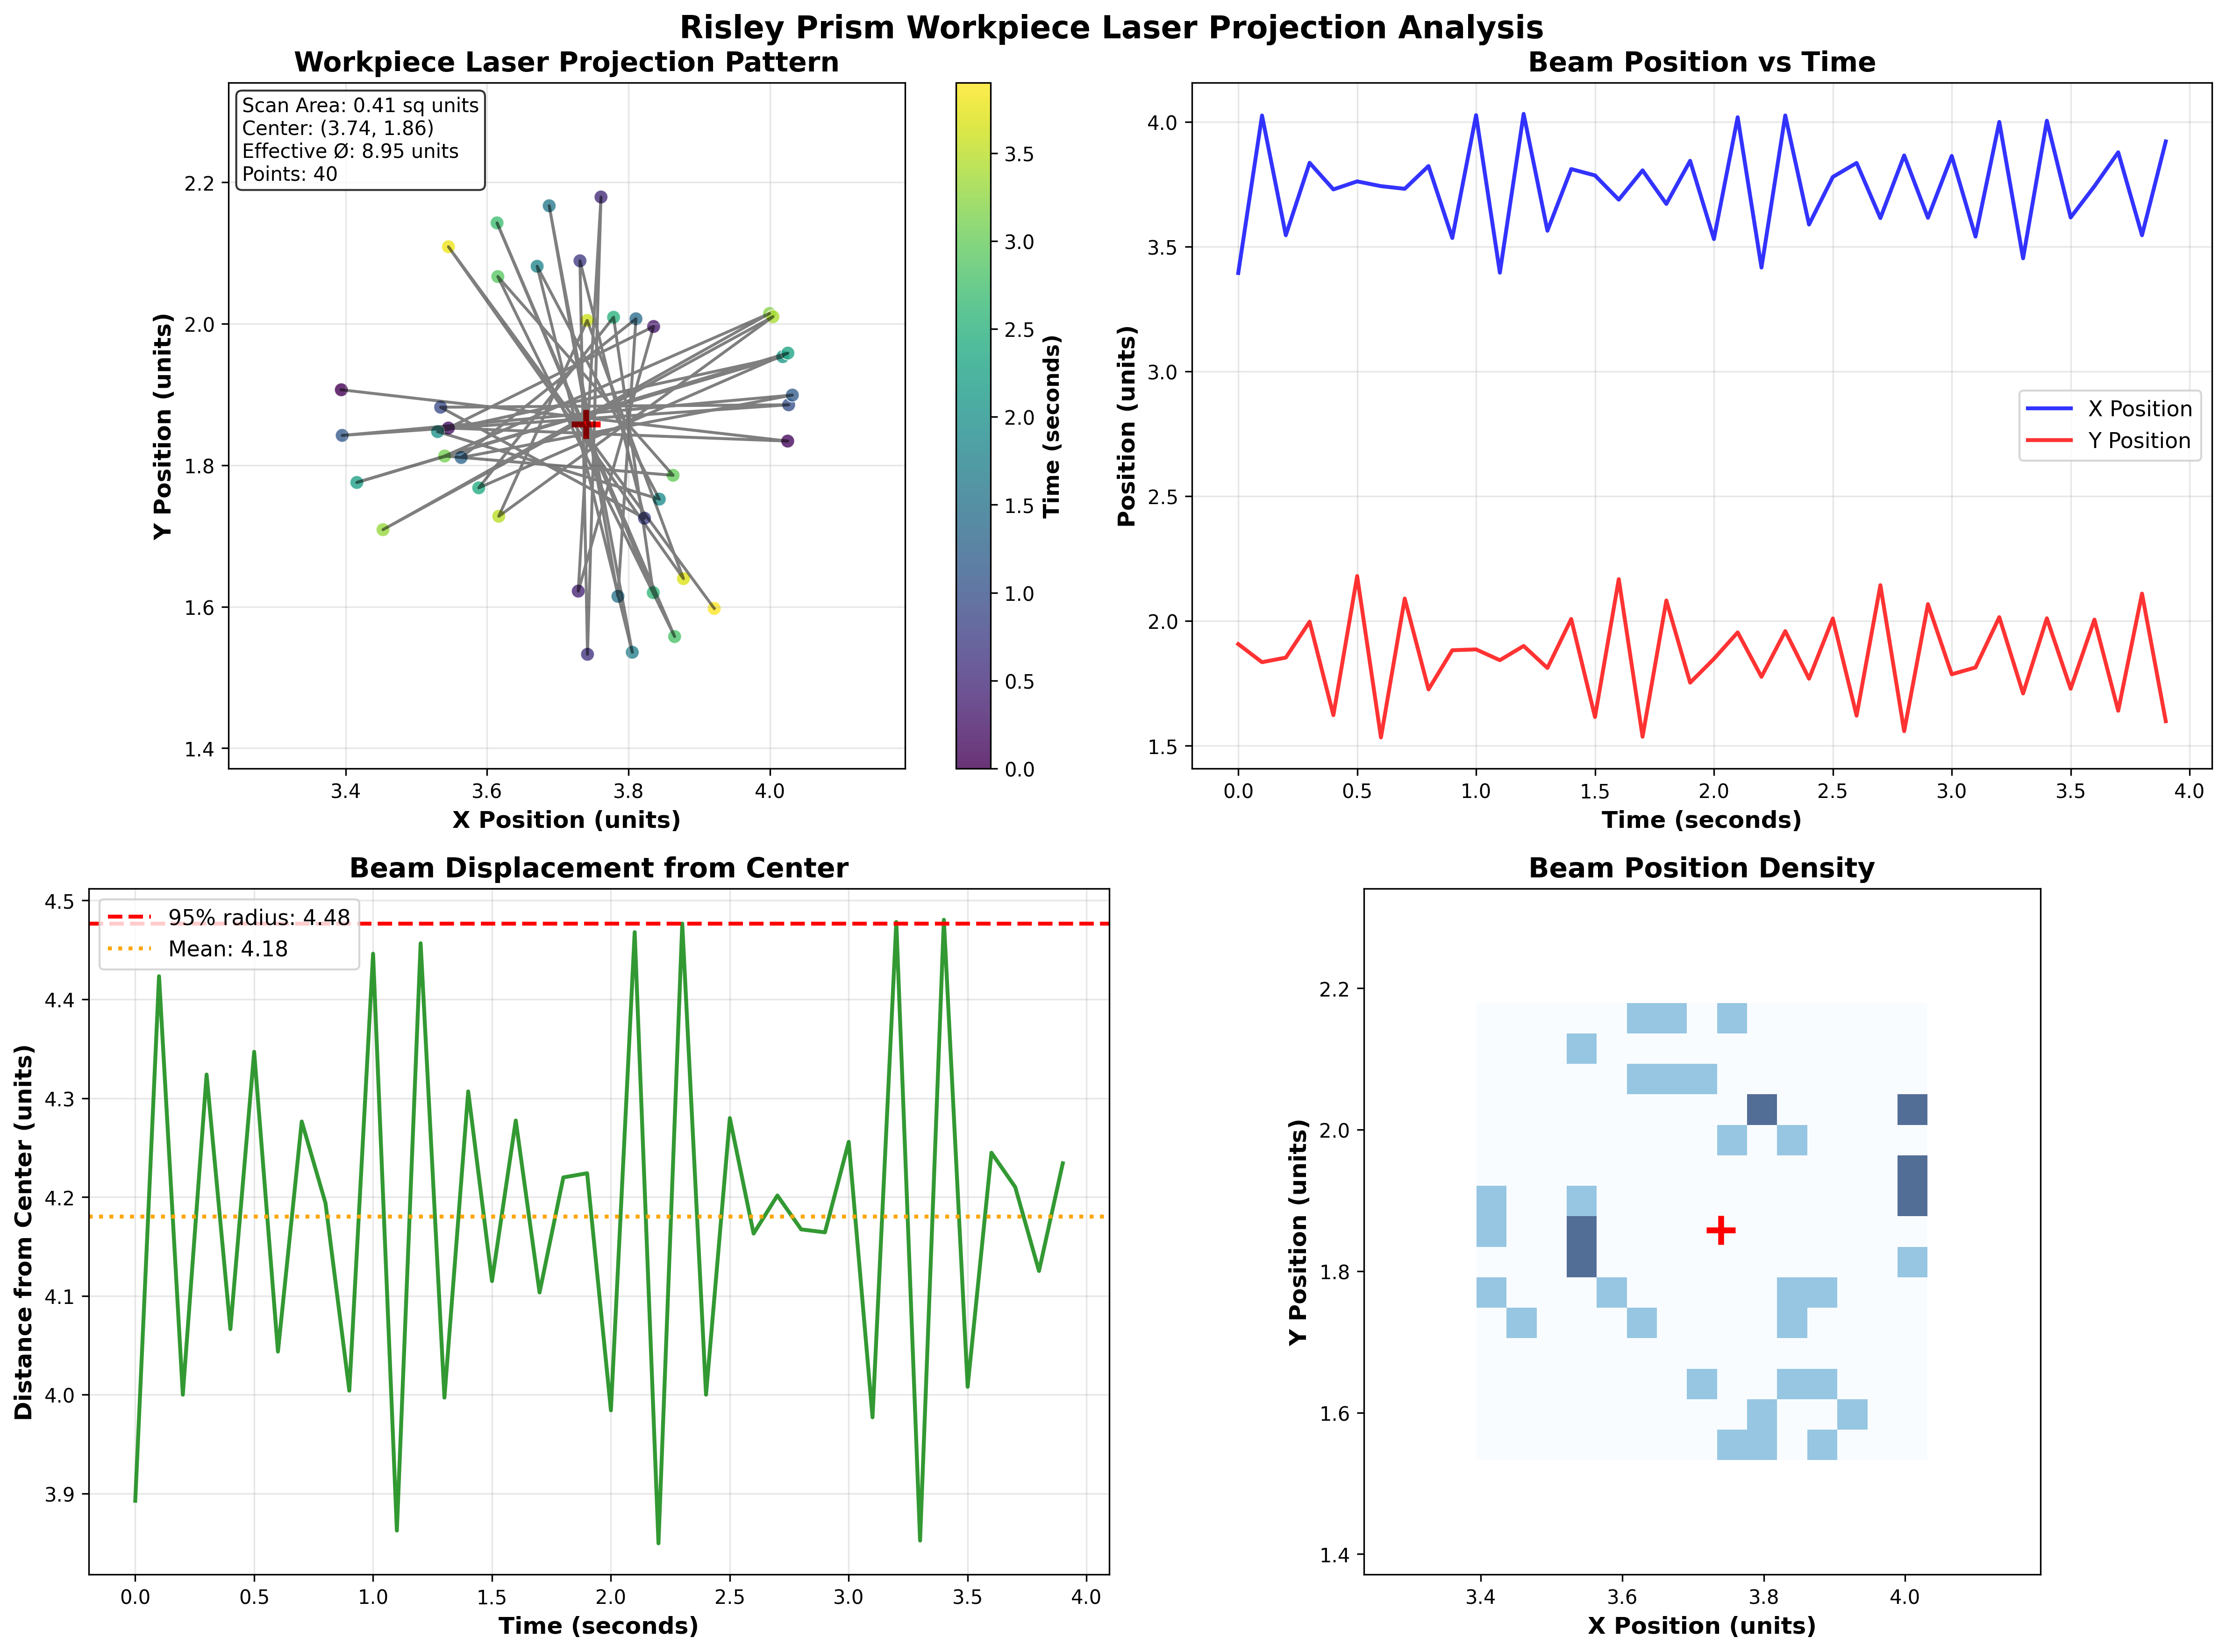 Risley Prism Workpiece Laser Projection Analysis
Workpiece Laser Projection Pattern
Scan Area: 0.41 sq units
Center: (3.74, 1.86)
Effective Ø: 8.95 units
Points: 40
Y Position (units)
2.2
2.0
1.8
1.6
1.4
3.4 3.6 3.8 4.0
X Position (units)
3.5
3.0
2.5
2.0
1.5
1.0
0.5
0.0
Time (seconds)
Beam Position vs Time
Position (units)
4.0
3.5
3.0
2.5
2.0
1.5
X Position
Y Position
0.0 0.5 1.0 1.5 2.0 2.5 3.0 3.5 4.0
Time (seconds)
Beam Displacement from Center
95% radius: 4.48
Mean: 4.18
Distance from Center (units)
4.5
4.4
4.3
4.2
4.1
4.0
3.9
0.0 0.5 1.0 1.5 2.0 2.5 3.0 3.5 4.0
Time (seconds)
Beam Position Density
Y Position (units)
2.2
2.0
1.8
1.6
1.4
3.4 3.6 3.8 4.0
X Position (units)